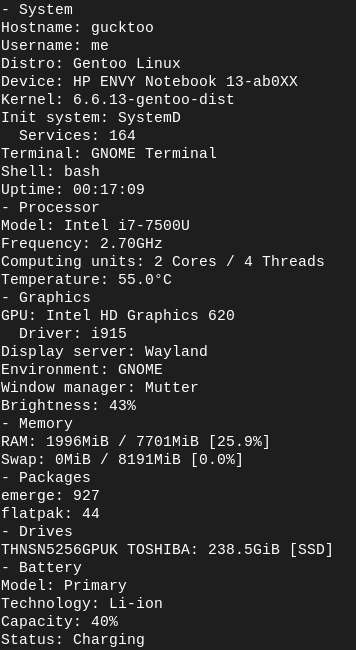 - System
Hostname: gucktoo
Username: me
Distro: Gentoo Linux
Device: HP ENVY Notebook 13-ab0XX
Kernel: 6.6.13-gentoo-dist
Init system: SystemD
  Services: 164
Terminal: GNOME Terminal
Shell: bash
Uptime: 00:17:09
- Processor
Model: Intel i7-7500U
Frequency: 2.70GHz
Computing units: 2 Cores / 4 Threads
Temperature: 55.0°C
- Graphics
GPU: Intel HD Graphics 620
  Driver: i915
Display server: Wayland
Environment: GNOME
Window manager: Mutter
Brightness: 43%
- Memory
RAM: 1996MiB / 7701MiB [25.9%]
Swap: 0MiB / 8191MiB [0.0%]
- Packages
emerge: 927
flatpak: 44
- Drives
THNSN5256GPUK TOSHIBA: 238.5GiB [SSD]
- Battery
Model: Primary
Technology: Li-ion
Capacity: 40%
Status: Charging